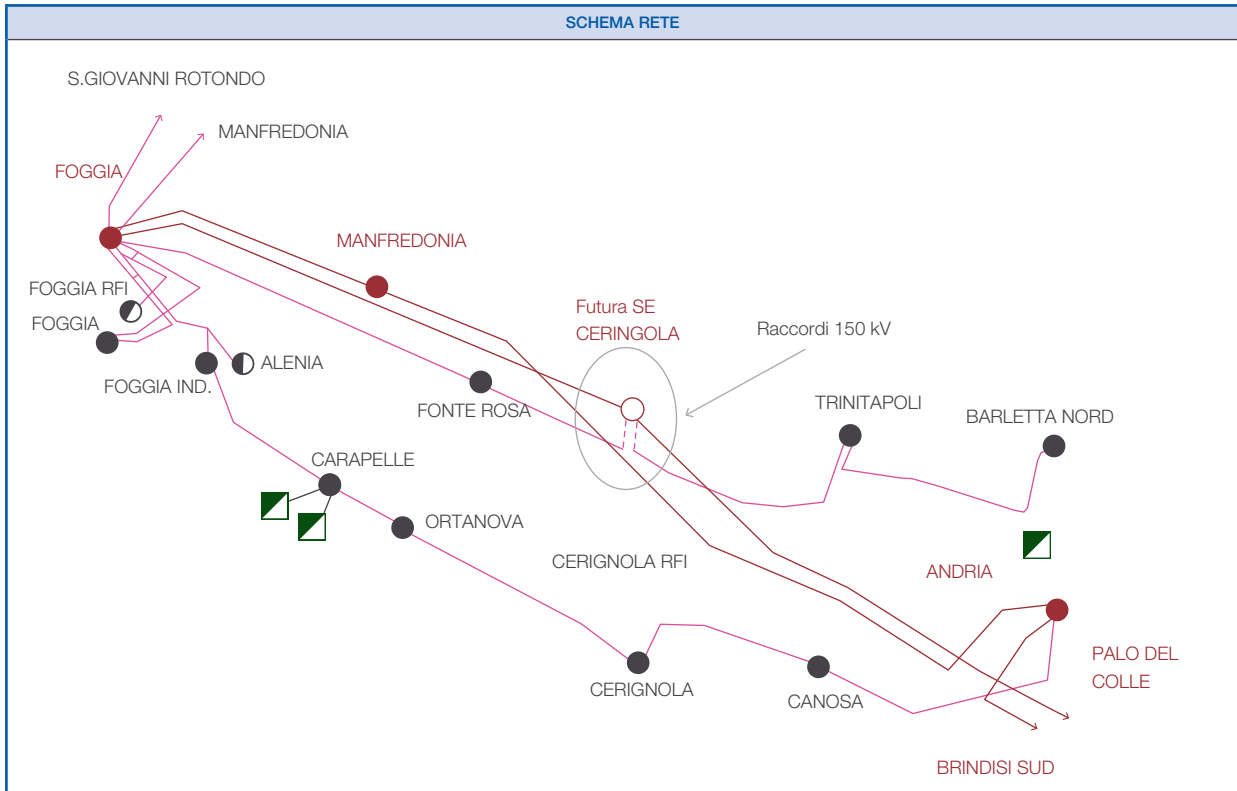 SCHEMA RETE
S.GIOVANNI ROTONDO
MANFREDONIA
FOGGIA
MANFREDONIA
FOGGIA RFI
FOGGIA
Futura SE
CERINGOLA
Raccordi 150 kV
ALENIA
FOGGIA IND.
FONTE ROSA
TRINITAPOLI
BARLETTA NORD
CARAPELLE
ORTANOVA
CERIGNOLA RFI
ANDRIA
PALO DEL
COLLE
CERIGNOLA
CANOSA
BRINDISI SUD